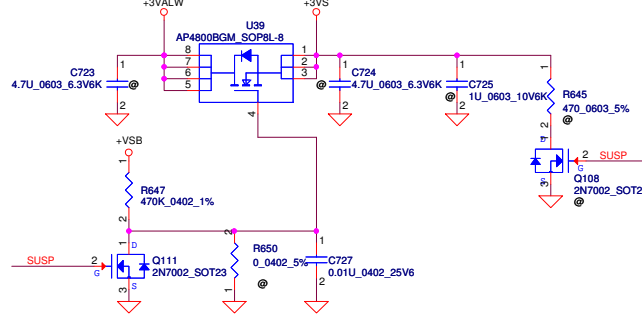 +3VALW
+3VS
U39
AP4800BGM_SOP8L-8
8
7
6
5
1
2
3
4
1
C723
4.7U_0603_6.3V6K
@
2
1
C724
4.7U_0603_6.3V6K
@
2
1
C725
1U_0603_10V6K
@
2
1
R645
470_0603_5%
@
2
1
D
2
SUSP
G
S
3
Q108
2N7002_SOT2
@
+VSB
1
R647
470K_0402_1%
2
SUSP
2
G
1
D
Q111
2N7002_SOT23
S
3
2
R650
0_0402_5%
@
1
1
C727
0.01U_0402_25V6
2